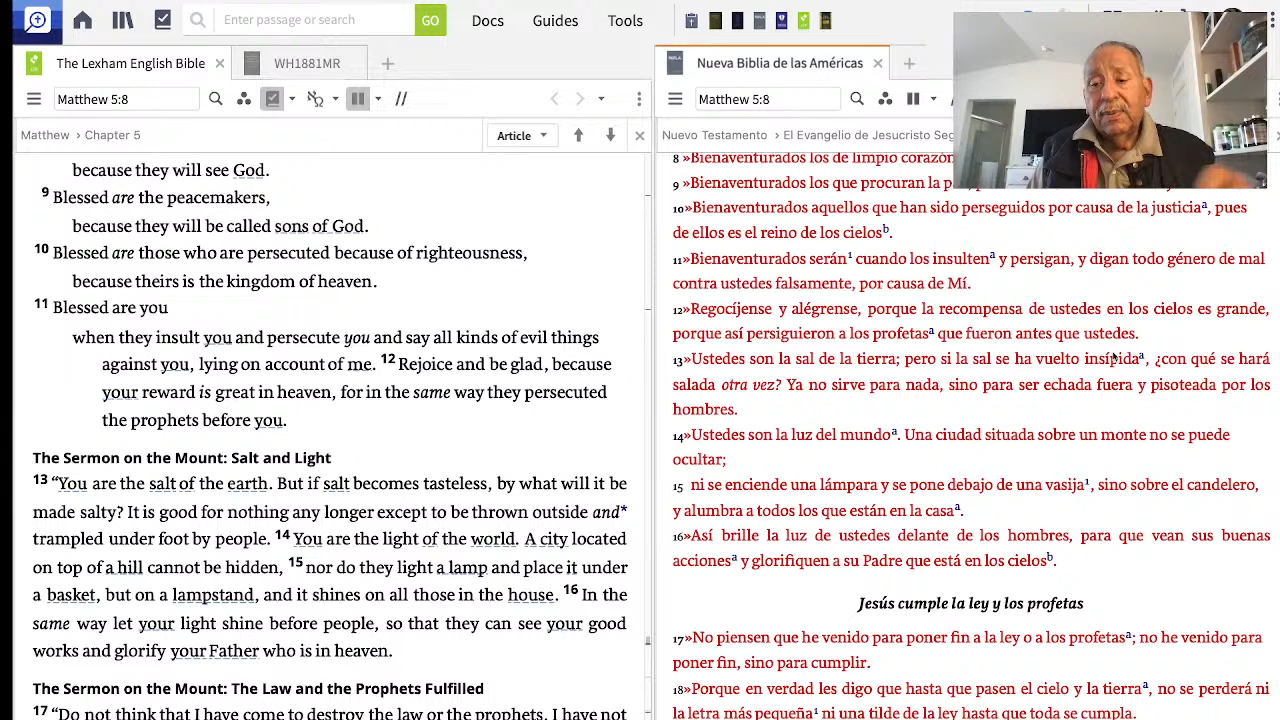 Enter passage or search
GO
Docs
Guides
Tools
The Lexham English Bible
WH1881MR
Matthew 5:8
Matthew > Chapter 5
Article
because they will see God.
9 Blessed are the peacemakers,
because they will be called sons of God.
10 Blessed are those who are persecuted because of righteousness,
because theirs is the kingdom of heaven.
11 Blessed are you
when they insult you and persecute you and say all kinds of evil things
against you, lying on account of me. 12 Rejoice and be glad, because
your reward is great in heaven, for in the same way they persecuted
the prophets before you.
The Sermon on the Mount: Salt and Light
13 “You are the salt of the earth. But if salt becomes tasteless, by what will it be
made salty? It is good for nothing any longer except to be thrown outside and*
trampled under foot by people. 14 You are the light of the world. A city located
on top of a hill cannot be hidden, 15 nor do they light a lamp and place it under
a basket, but on a lampstand, and it shines on all those in the house. 16 In the
same way let your light shine before people, so that they can see your good
works and glorify your Father who is in heaven.
The Sermon on the Mount: The Law and the Prophets Fulfilled
17 “Do not think that I have come to destroy the law or the prophets. I have not
Nueva Biblia de las Américas
Matthew 5:8
Nuevo Testamento > El Evangelio de Jesucristo Seg
8 »Bienaventurados los de limpio corazón
9 »Bienaventurados los que procuran la
10 »Bienaventurados aquellos que han sido perseguidos por causa de la justicia a, pues
de ellos es el reino de los cielos b.
11 »Bienaventurados serán 1 cuando los insulten a y persigan, y digan todo género de mal
contra ustedes falsamente, por causa de Mí.
12 »Regocíjense y alégrense, porque la recompensa de ustedes en los cielos es grande,
porque así persiguieron a los profetas a que fueron antes que ustedes.
13 »Ustedes son la sal de la tierra; pero si la sal se ha vuelto insípida a, ¿con qué se hará
salada otra vez? Ya no sirve para nada, sino para ser echada fuera y pisoteada por los
hombres.
14 »Ustedes son la luz del mundo a. Una ciudad situada sobre un monte no se puede
ocultar;
15 ni se enciende una lámpara y se pone debajo de una vasija 1, sino sobre el candelero,
y alumbra a todos los que están en la casa a.
16 »Así brille la luz de ustedes delante de los hombres, para que vean sus buenas
acciones a y glorifiquen a su Padre que está en los cielos b.
Jesús cumple la ley y los profetas
17 »No piensen que he venido para poner fin a la ley o a los profetas a; no he venido para
poner fin, sino para cumplir.
18 »Porque en verdad les digo que hasta que pasen el cielo y la tierra a, no se perderá ni
la letra más pequeña 1 ni una tilde de la ley hasta que toda se cumpla.